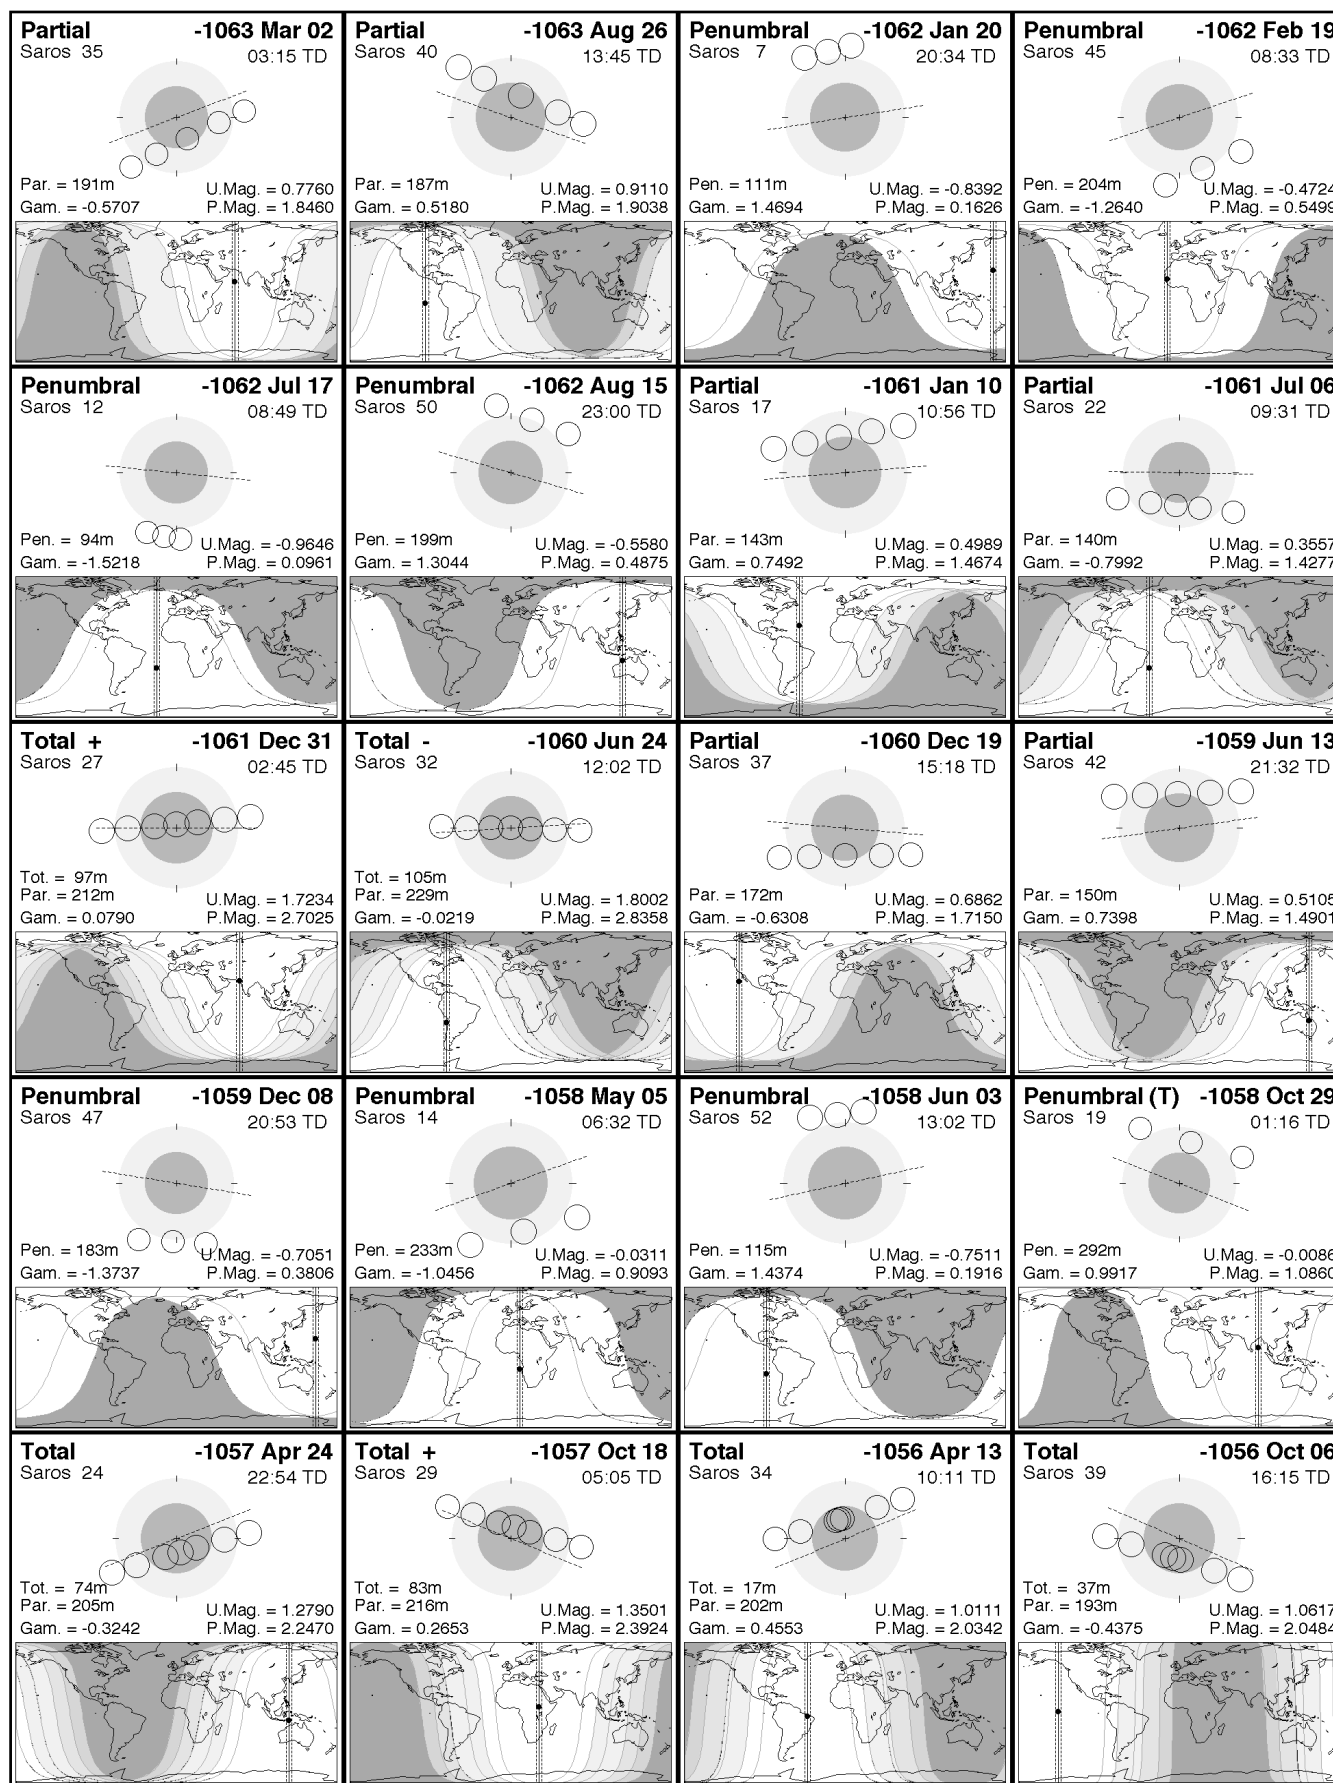 Partial -1063 Mar 02
Saros 35 03:15 TD
Par. = 191m U.Mag. = 0.7760
Gam. = -0.5707 P.Mag. = 1.8460
Partial -1063 Aug 26
Saros 40 13:45 TD
Par. = 187m U.Mag. = 0.9110
Gam. = 0.5180 P.Mag. = 1.9038
Penumbral -1062 Jan 20
Saros 7 20:34 TD
Pen. = 111m U.Mag. = -0.8392
Gam. = 1.4694 P.Mag. = 0.1626
Penumbral -1062 Feb 19
Saros 45 08:33 TD
Pen. = 204m U.Mag. = -0.4724
Gam. = -1.2640 P.Mag. = 0.5499
Penumbral -1062 Jul 17
Saros 12 08:49 TD
Pen. = 94m U.Mag. = -0.9646
Gam. = -1.5218 P.Mag. = 0.0961
Penumbral -1062 Aug 15
Saros 50 23:00 TD
Pen. = 199m U.Mag. = -0.5580
Gam. = 1.3044 P.Mag. = 0.4875
Partial -1061 Jan 10
Saros 17 10:56 TD
Par. = 143m U.Mag. = 0.4989
Gam. = 0.7492 P.Mag. = 1.4674
Partial -1061 Jul 06
Saros 22 09:31 TD
Par. = 140m U.Mag. = 0.3557
Gam. = -0.7992 P.Mag. = 1.4277
Total + -1061 Dec 31
Saros 27 02:45 TD
Tot. = 97m
Par. = 212m U.Mag. = 1.7234
Gam. = 0.0790 P.Mag. = 2.7025
Total - -1060 Jun 24
Saros 32 12:02 TD
Tot. = 105m
Par. = 229m U.Mag. = 1.8002
Gam. = -0.0219 P.Mag. = 2.8358
Partial -1060 Dec 19
Saros 37 15:18 TD
Par. = 172m U.Mag. = 0.6862
Gam. = -0.6308 P.Mag. = 1.7150
Partial -1059 Jun 13
Saros 42 21:32 TD
Par. = 150m U.Mag. = 0.5105
Gam. = 0.7398 P.Mag. = 1.4901
Penumbral -1059 Dec 08
Saros 47 20:53 TD
Pen. = 183m U.Mag. = -0.7051
Gam. = -1.3737 P.Mag. = 0.3806
Penumbral -1058 May 05
Saros 14 06:32 TD
Pen. = 233m U.Mag. = -0.0311
Gam. = -1.0456 P.Mag. = 0.9093
Penumbral -1058 Jun 03
Saros 52 13:02 TD
Pen. = 115m U.Mag. = -0.7511
Gam. = 1.4374 P.Mag. = 0.1916
Penumbral (T) -1058 Oct 29
Saros 19 01:16 TD
Pen. = 292m U.Mag. = -0.0086
Gam. = 0.9917 P.Mag. = 1.0860
Total -1057 Apr 24
Saros 24 22:54 TD
Tot. = 74m
Par. = 205m U.Mag. = 1.2790
Gam. = -0.3242 P.Mag. = 2.2470
Total + -1057 Oct 18
Saros 29 05:05 TD
Tot. = 83m
Par. = 216m U.Mag. = 1.3501
Gam. = 0.2653 P.Mag. = 2.3924
Total -1056 Apr 13
Saros 34 10:11 TD
Tot. = 17m
Par. = 202m U.Mag. = 1.0111
Gam. = 0.4553 P.Mag. = 2.0342
Total -1056 Oct 06
Saros 39 16:15 TD
Tot. = 37m
Par. = 193m U.Mag. = 1.0617
Gam. = -0.4375 P.Mag. = 2.0484